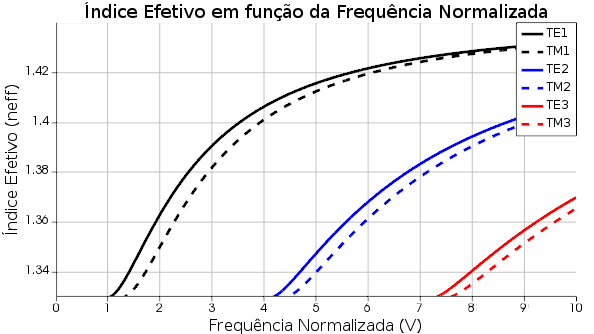 Índice Efetivo em função da Frequência Normalizada
TE1
TM1
TE2
TM2
TE3
TM3
Índice Efetivo (neff)
1.42
1.4
1.38
1.36
1.34
0 1 2 3 4 5 6 7 8 9 10
Frequência Normalizada (V)